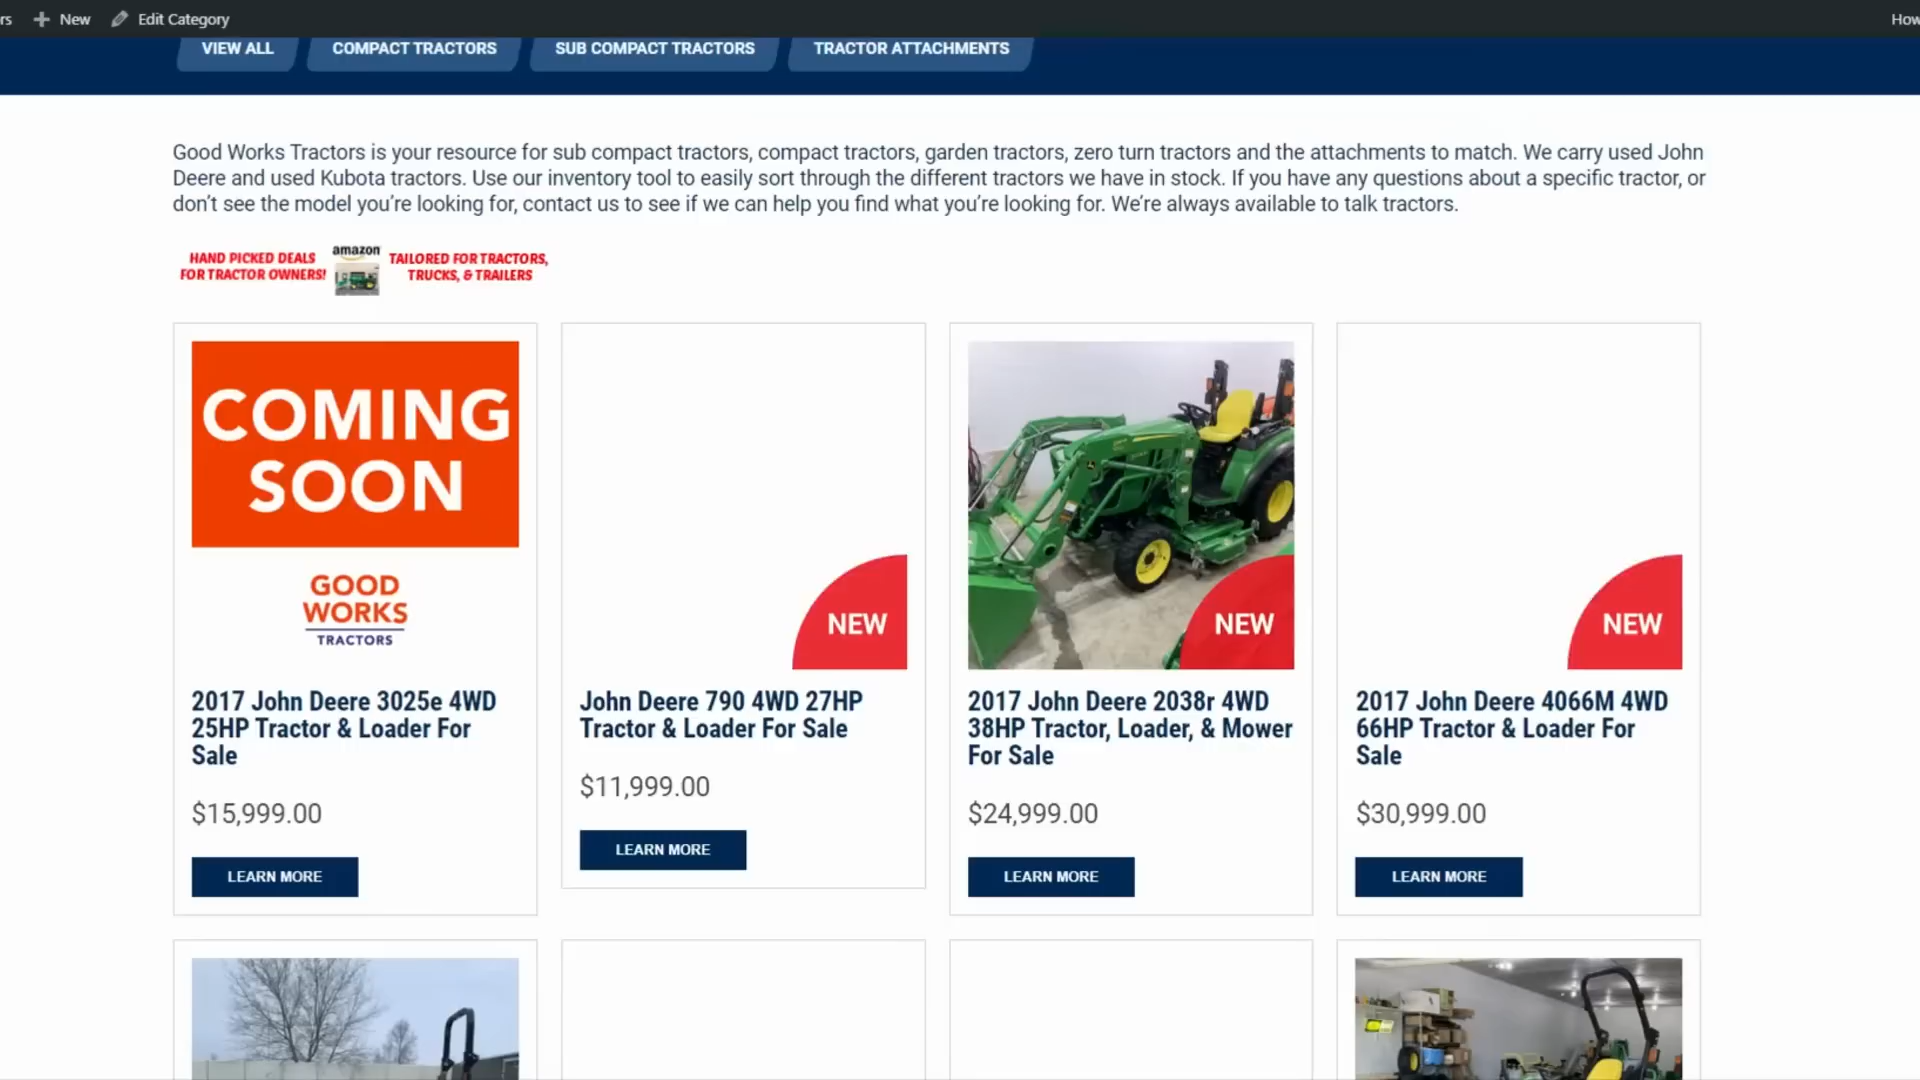 rs New Edit Category How
VIEW ALL COMPACT TRACTORS SUB COMPACT TRACTORS TRACTOR ATTACHMENTS
Good Works Tractors is your resource for sub compact tractors, compact tractors, garden tractors, zero turn tractors and the attachments to match. We carry used John
Deere and used Kubota tractors. Use our inventory tool to easily sort through the different tractors we have in stock. If you have any questions about a specific tractor, or
don't see the model you're looking for, contact us to see if we can help you find what you're looking for. We're always available to talk tractors.
HAND PICKED DEALS
FOR TRACTOR OWNERS!
amazon
TAILORED FOR TRACTORS,
TRUCKS, & TRAILERS
COMING
SOON
GOOD
WORKS
TRACTORS
2017 John Deere 3025e 4WD
25HP Tractor & Loader For
Sale
$15,999.00
LEARN MORE
NEW
John Deere 790 4WD 27HP
Tractor & Loader For Sale
$11,999.00
LEARN MORE
NEW
2017 John Deere 2038r 4WD
38HP Tractor, Loader, & Mower
For Sale
$24,999.00
LEARN MORE
NEW
2017 John Deere 4066M 4WD
66HP Tractor & Loader For
Sale
$30,999.00
LEARN MORE